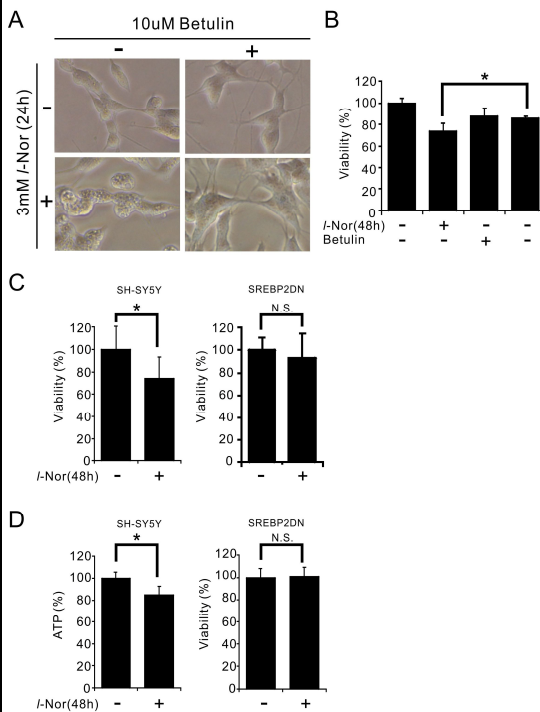 A
10uM Betulin
- +
3mM l-Nor (24h)
-
+
B
*
Viability (%)
120
100
80
60
40
20
0
l-Nor(48h) - + - -
Betulin - - + -
C
SH-SY5Y
*
Viability (%)
120
100
80
60
40
20
0
l-Nor(48h) - +
SREBP2DN
N.S.
Viability (%)
120
100
80
60
40
20
0
- +
D
SH-SY5Y
*
ATP (%)
120
100
80
60
40
20
0
l-Nor(48h) - +
SREBP2DN
N.S.
Viability (%)
120
100
80
60
40
20
0
- +